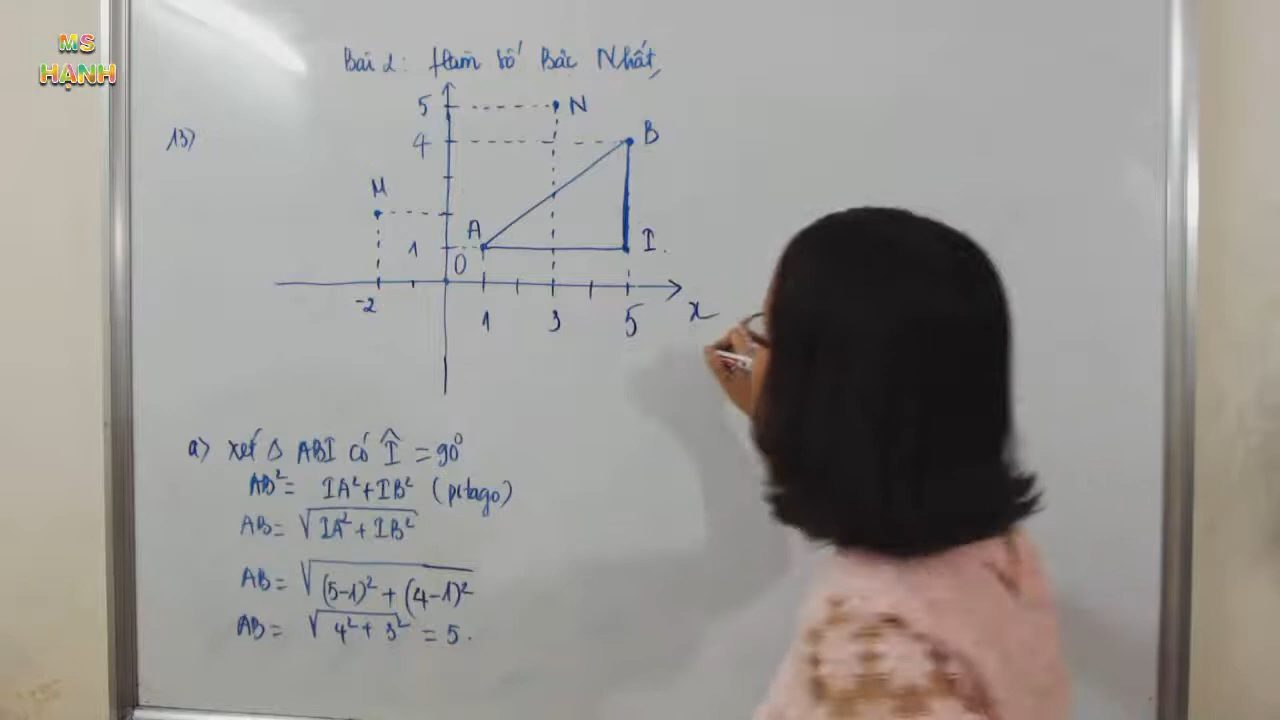 MS
HẠNH
Bài 2: Hàm số Bậc Nhất
13)
5 N
4 B
M
A
1 I.
O
-2 1 3 5 x
a) xét Δ ABI có Î = 90°
AB² = IA² + IB² (pitago)
AB = √(IA² + IB²)
AB = √((5-1)² + (4-1)²)
AB = √(4² + 3²) = 5.